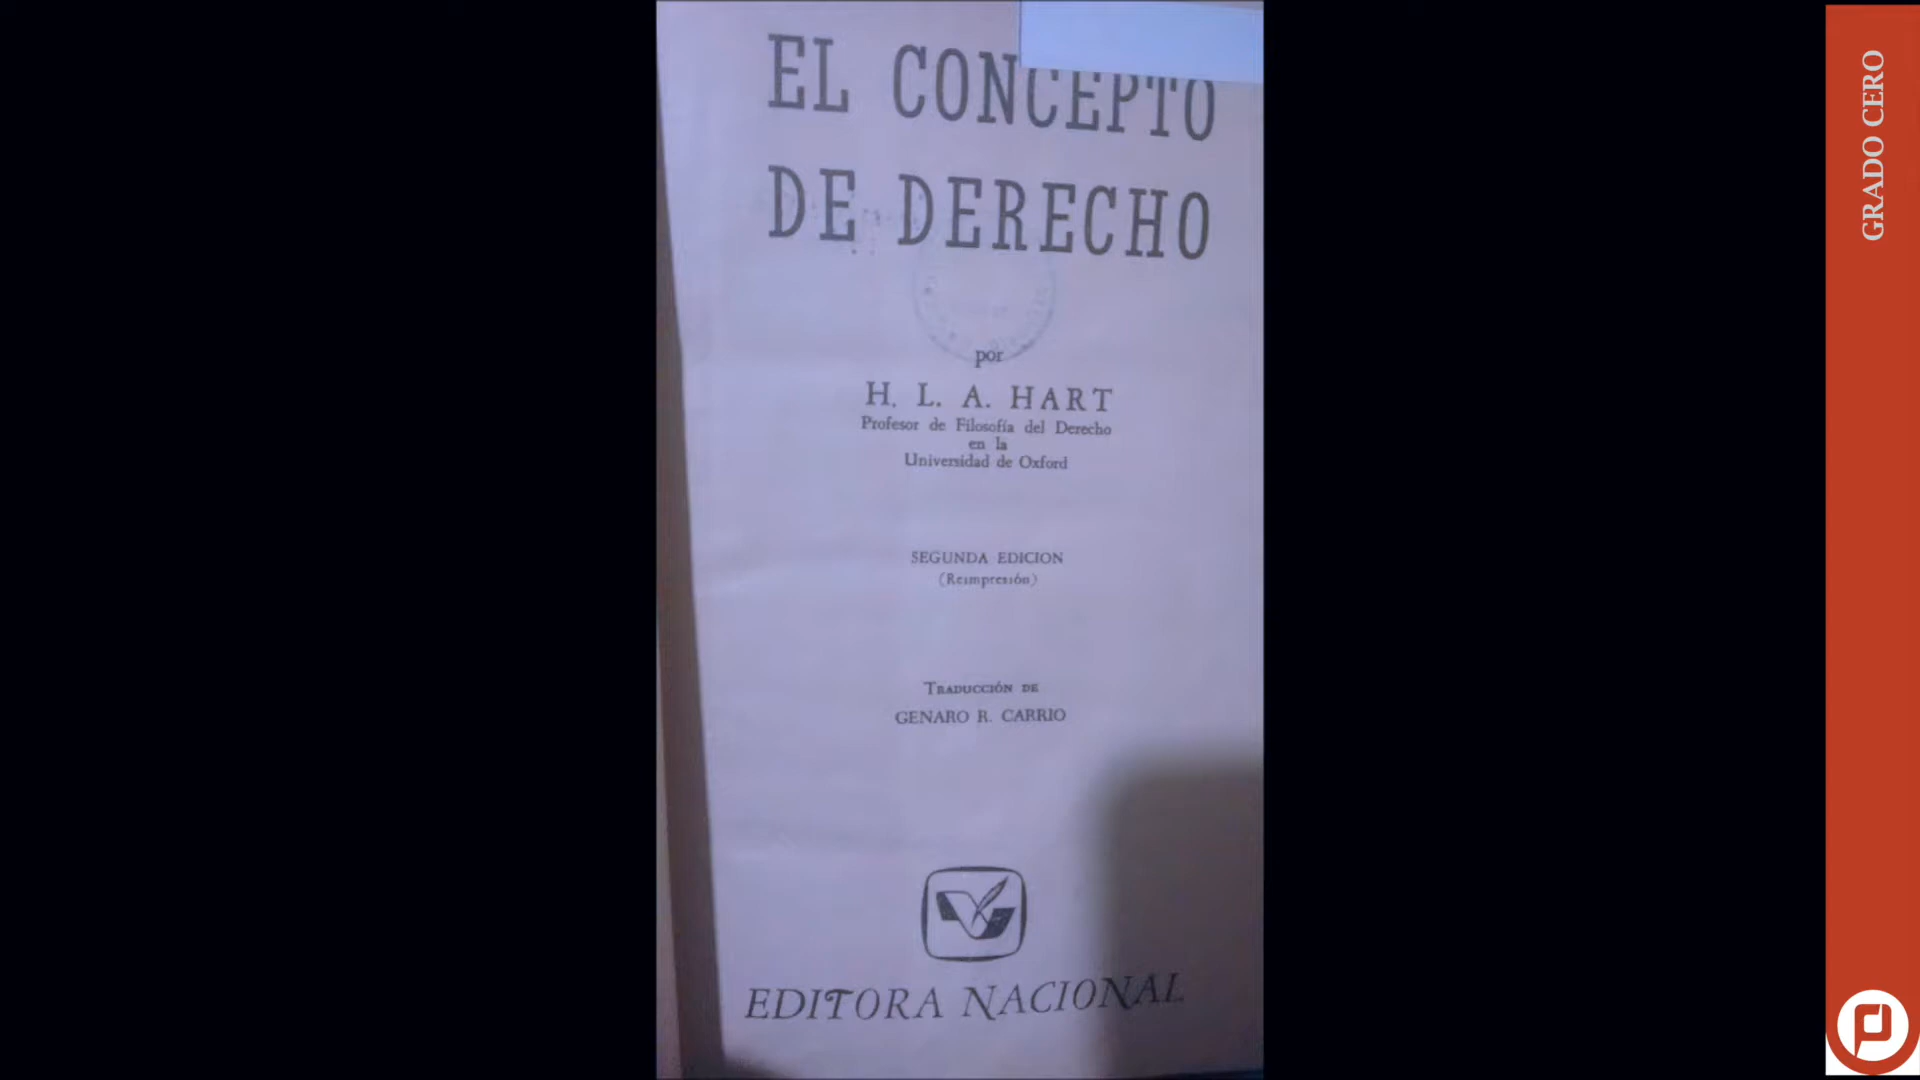 EL CONCEPTO
DE DERECHO
por
H. L. A. HART
Profesor de Filosofía del Derecho
en la
Universidad de Oxford
SEGUNDA EDICION
(Reimpresión)
TRADUCCIÓN DE
GENARO R. CARRIO
EDITORA NACIONAL
GRADO CERO